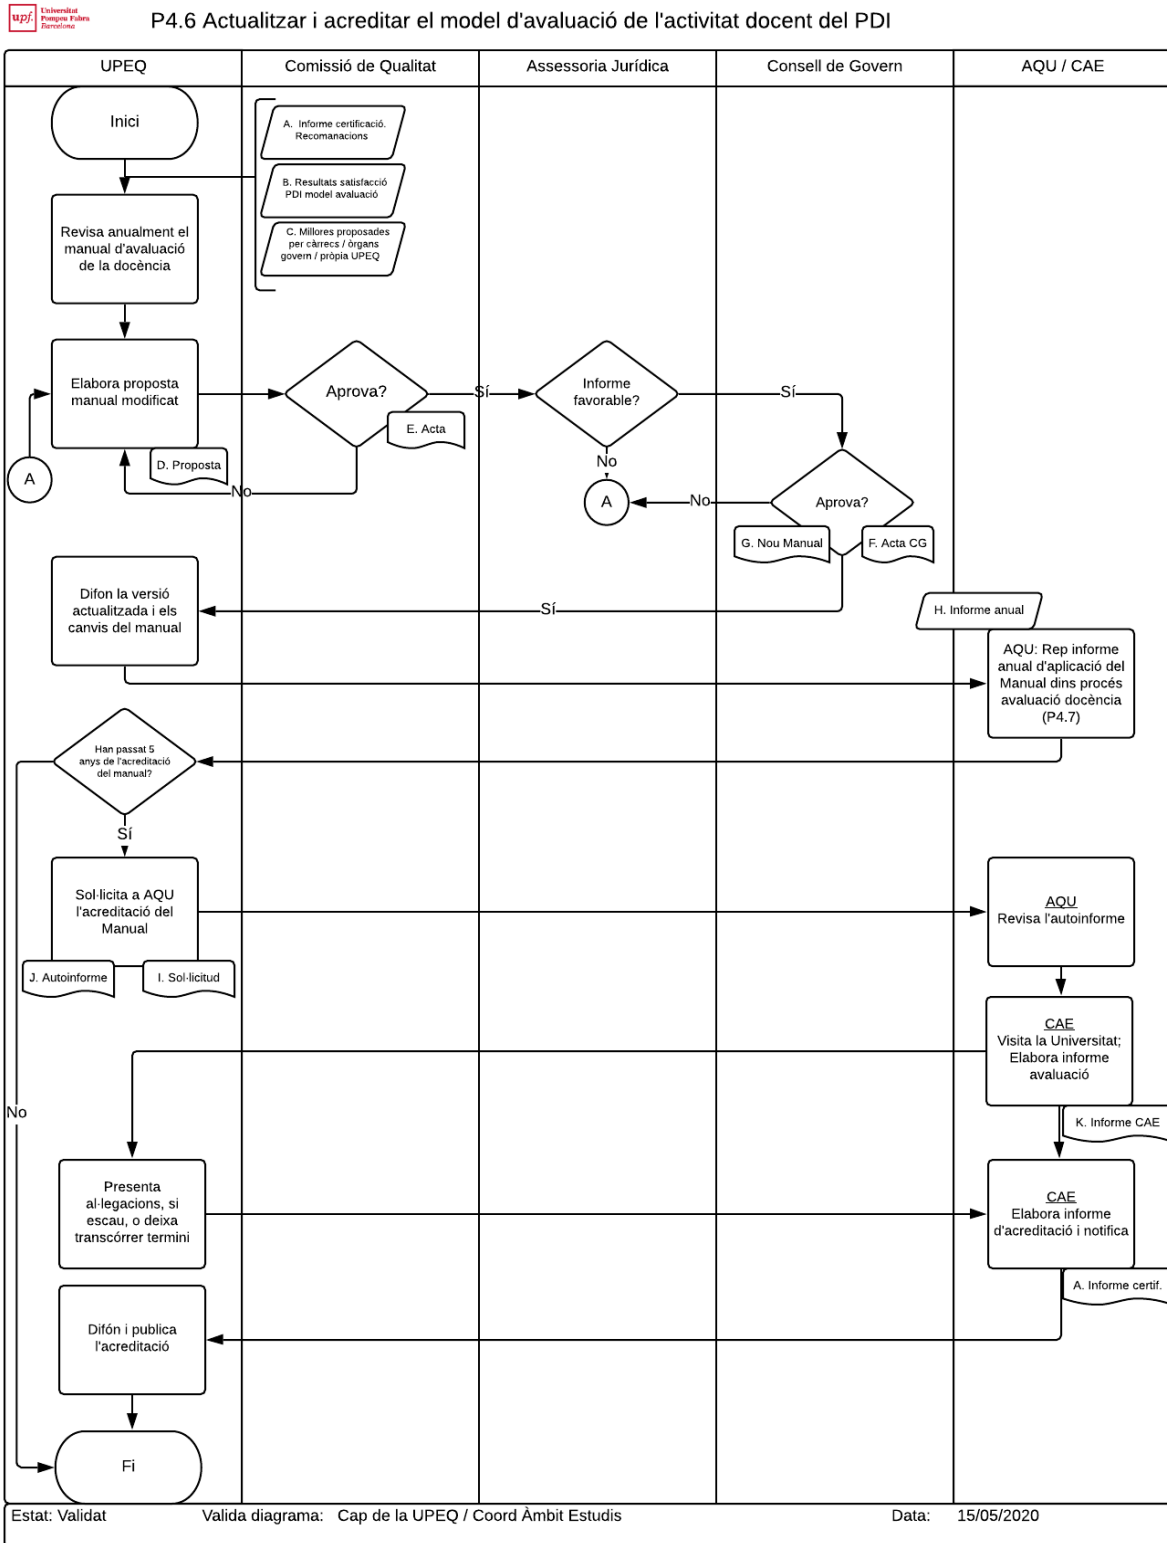 upf.
Universitat
Pompeu Fabra
Barcelona
P4.6 Actualitzar i acreditar el model d'avaluació de l'activitat docent del PDI
UPEQ
Comissió de Qualitat
Assessoria Jurídica
Consell de Govern
AQU / CAE
Inici
A. Informe certificació.
Recomanacions
B. Resultats satisfacció
PDI model avaluació
C. Millores proposades
per càrrecs / òrgans
govern / pròpia UPEQ
Revisa anualment el
manual d'avaluació
de la docència
Elabora proposta
manual modificat
D. Proposta
A
Aprova?
E. Acta
No
Sí
Informe
favorable?
No
A
Sí
No
Aprova?
G. Nou Manual
F. Acta CG
Sí
Difon la versió
actualitzada i els
canvis del manual
H. Informe anual
AQU: Rep informe
anual d'aplicació del
Manual dins procés
avaluació docència
(P4.7)
Han passat 5
anys de l'acreditació
del manual?
Sí
No
Sol·licita a AQU
l'acreditació del
Manual
J. Autoinforme
I. Sol·licitud
AQU
Revisa l'autoinforme
CAE
Visita la Universitat;
Elabora informe
avaluació
K. Informe CAE
Presenta
al·legacions, si
escau, o deixa
transcórrer termini
CAE
Elabora informe
d'acreditació i notifica
A. Informe certif.
Difón i publica
l'acreditació
Fi
Estat: Validat
Valida diagrama: Cap de la UPEQ / Coord Àmbit Estudis
Data: 15/05/2020